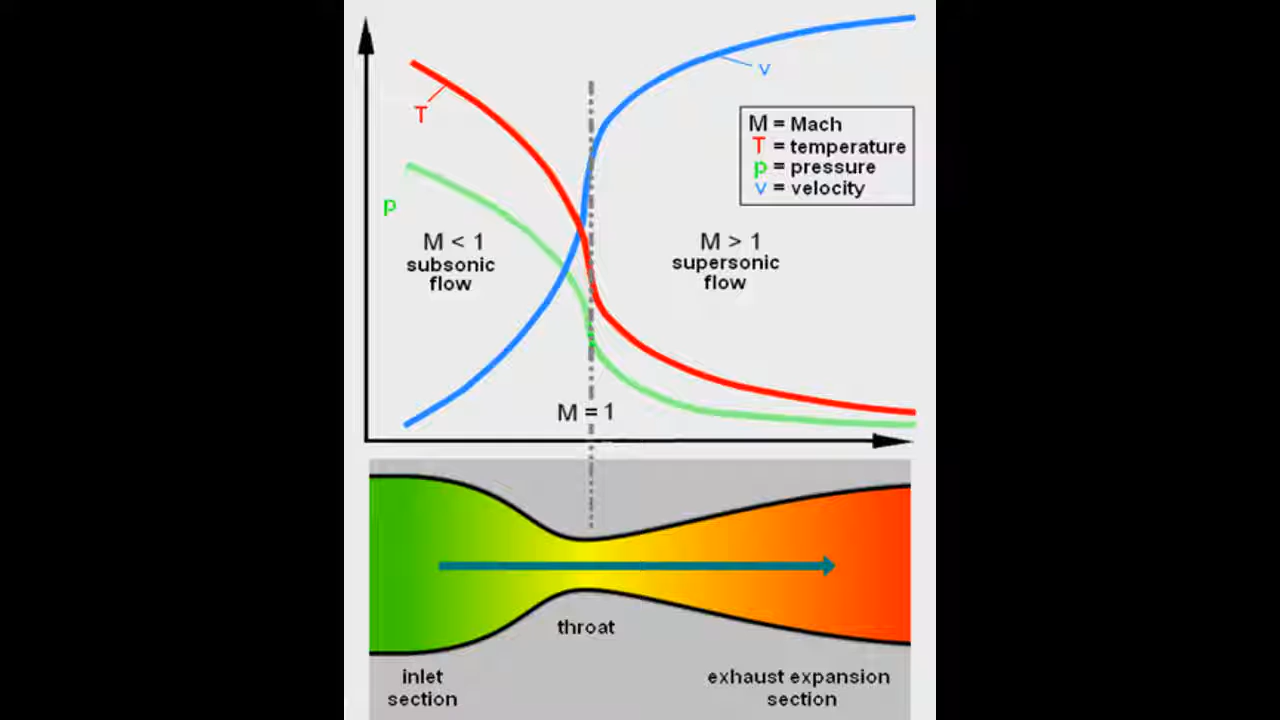 v
T
M = Mach
T = temperature
p = pressure
v = velocity
p
M < 1
subsonic
flow
M > 1
supersonic
flow
M = 1
throat
inlet
section
exhaust expansion
section